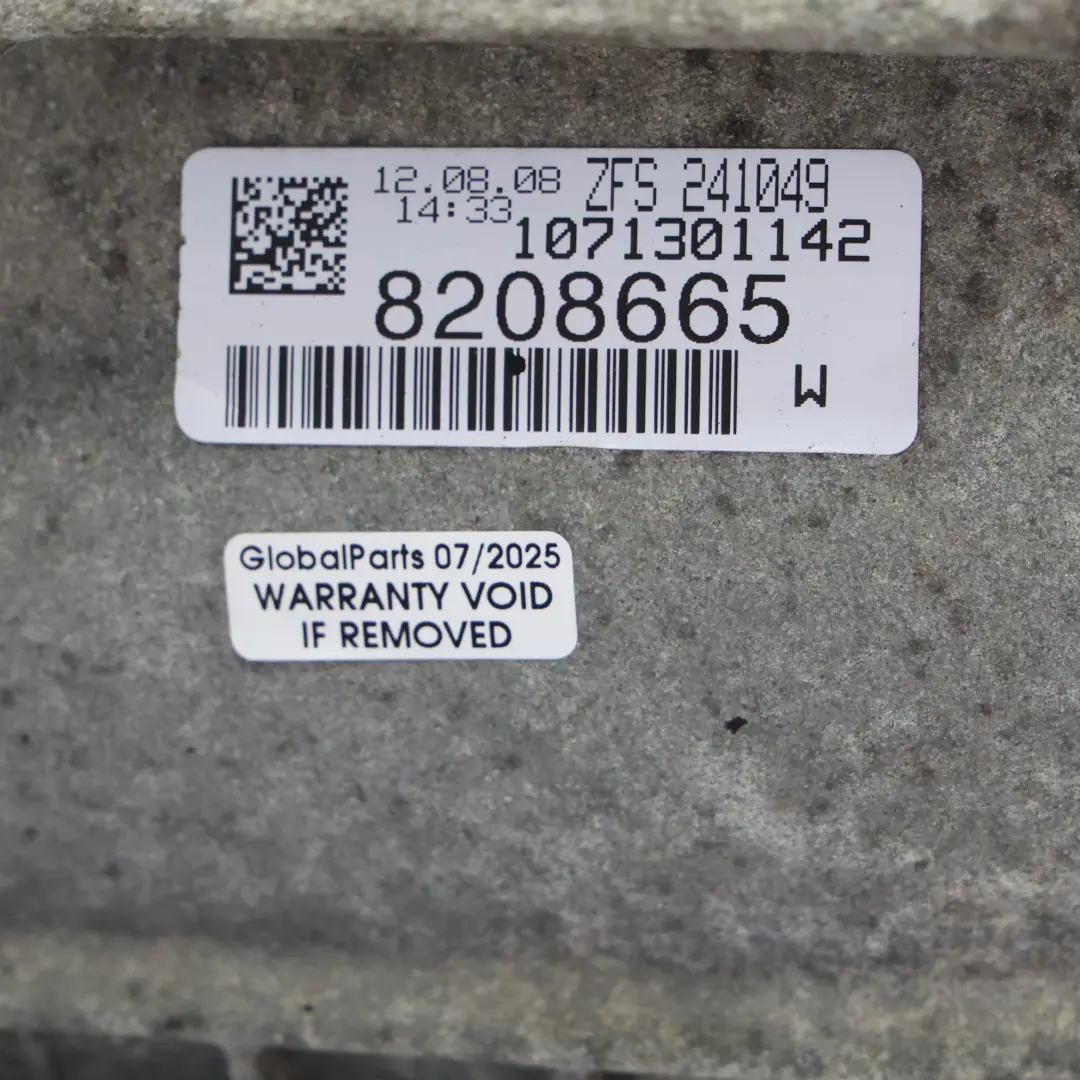 12.08.08 ZFS 241049
14:33
1071301142
8208665
W
GlobalParts 07/2025
WARRANTY VOID
IF REMOVED